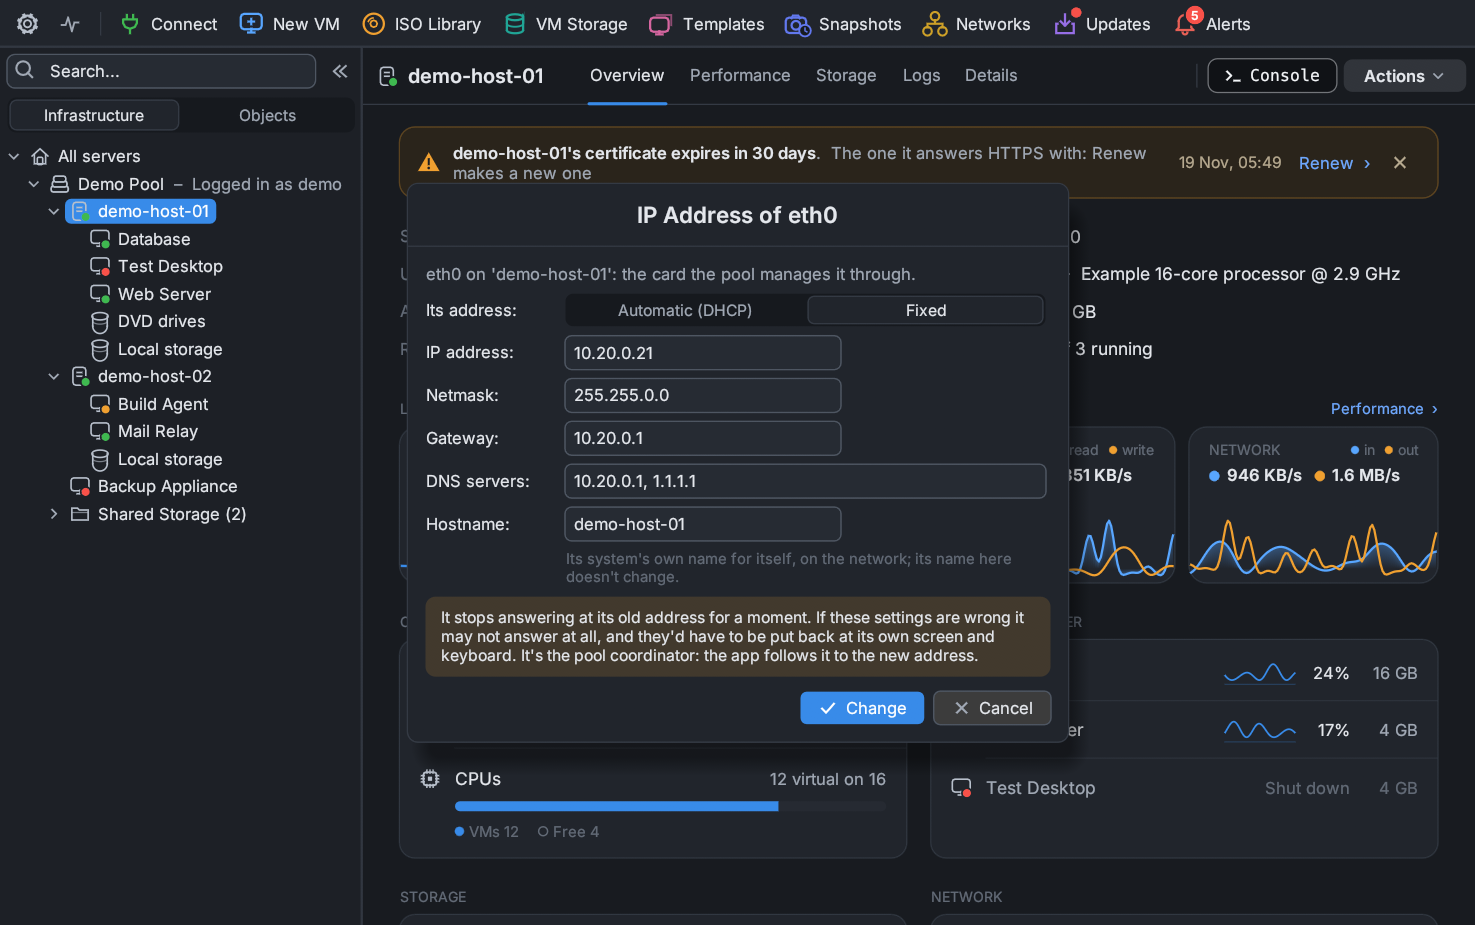 Connect
New VM
ISO Library
VM Storage
Templates
Snapshots
Networks
Updates
5
Alerts
Search...
demo-host-01
Overview
Performance
Storage
Logs
Details
>_ Console
Actions
Infrastructure
Objects
All servers
Demo Pool – Logged in as demo
demo-host-01
Database
Test Desktop
Web Server
DVD drives
Local storage
demo-host-02
Build Agent
Mail Relay
Local storage
Backup Appliance
Shared Storage (2)
demo-host-01's certificate expires in 30 days. The one it answers HTTPS with: Renew
makes a new one
19 Nov, 05:49
Renew ›
IP Address of eth0
eth0 on 'demo-host-01': the card the pool manages it through.
Its address:
Automatic (DHCP)
Fixed
IP address:
10.20.0.21
Netmask:
255.255.0.0
Gateway:
10.20.0.1
DNS servers:
10.20.0.1, 1.1.1.1
Hostname:
demo-host-01
Its system's own name for itself, on the network; its name here
doesn't change.
It stops answering at its old address for a moment. If these settings are wrong it
may not answer at all, and they'd have to be put back at its own screen and
keyboard. It's the pool coordinator: the app follows it to the new address.
Change
Cancel
0
Example 16-core processor @ 2.9 GHz
GB
3 running
Performance ›
read
write
351 KB/s
NETWORK
in
out
946 KB/s
1.6 MB/s
24%
16 GB
17%
4 GB
Test Desktop
Shut down
4 GB
CPUs
12 virtual on 16
VMs 12
Free 4
STORAGE
NETWORK